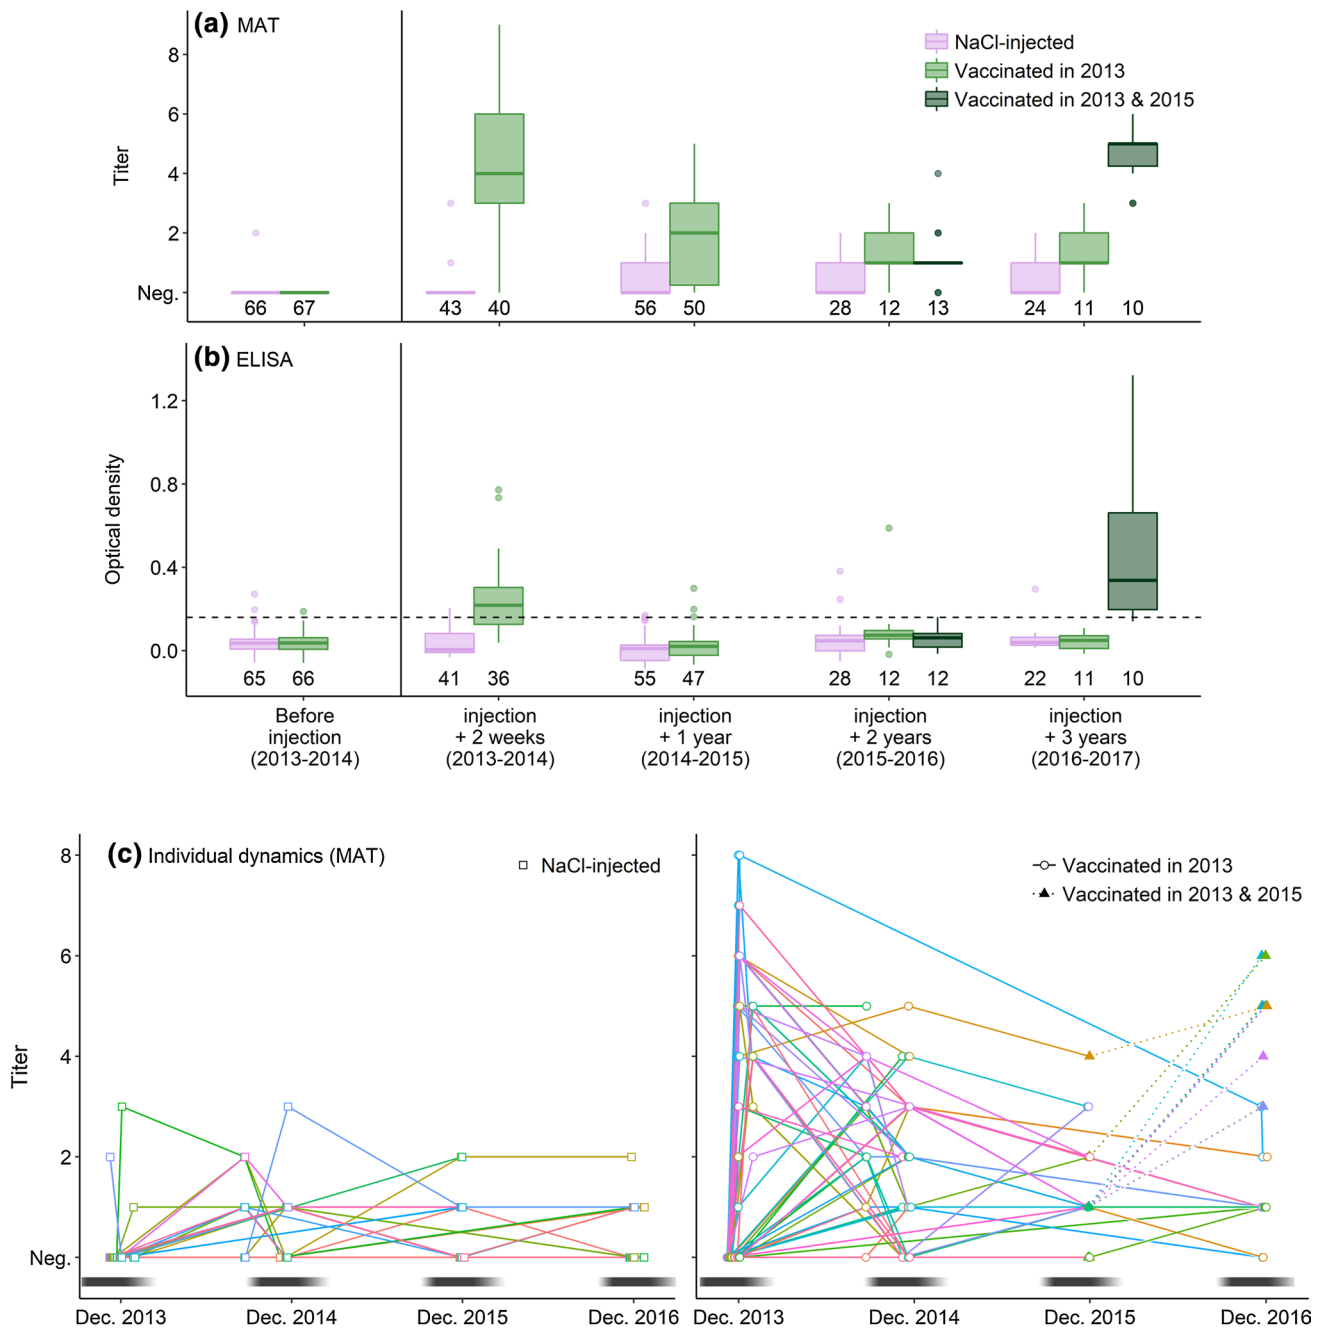 (a) MAT
NaCl-injected
Vaccinated in 2013
Vaccinated in 2013 & 2015
Titer
8
6
4
2
Neg.
66 67 43 40 56 50 28 12 13 24 11 10
(b) ELISA
Optical density
1.2
0.8
0.4
0.0
65 66 41 36 55 47 28 12 12 22 11 10
Before injection injection injection injection
injection + 2 weeks + 1 year + 2 years + 3 years
(2013-2014) (2013-2014) (2014-2015) (2015-2016) (2016-2017)
(c) Individual dynamics (MAT)
NaCl-injected
Vaccinated in 2013
Vaccinated in 2013 & 2015
Titer
8
6
4
2
Neg.
Dec. 2013 Dec. 2014 Dec. 2015 Dec. 2016 Dec. 2013 Dec. 2014 Dec. 2015 Dec. 2016